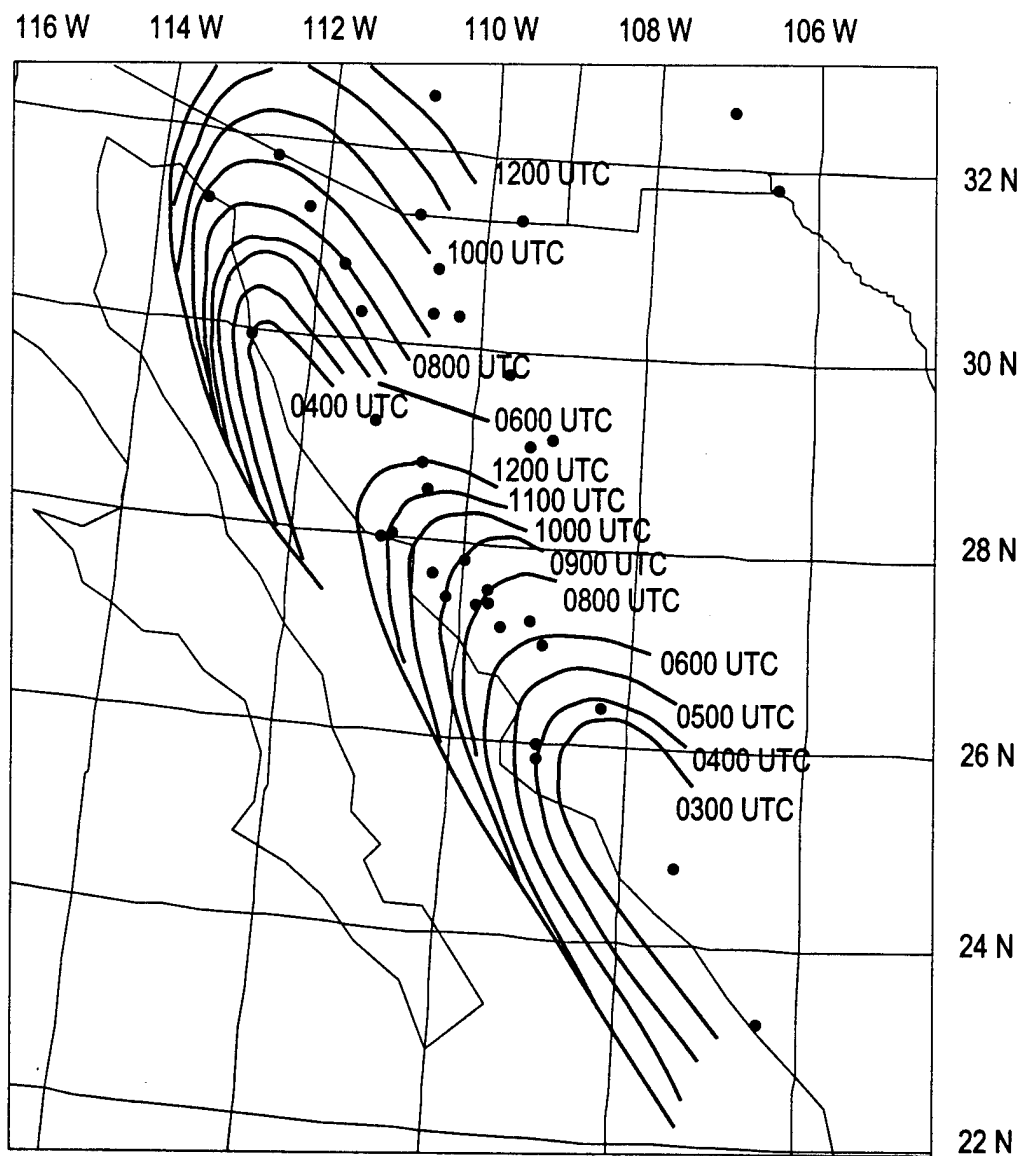 116 W 114 W 112 W 110 W 108 W 106 W
1200 UTC
32 N
1000 UTC
0800 UTC
30 N
0400 UTC
0600 UTC
1200 UTC
1100 UTC
1000 UTC
28 N
0900 UTC
0800 UTC
0600 UTC
0500 UTC
26 N
0400 UTC
0300 UTC
24 N
22 N